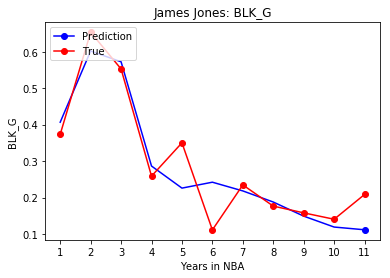 James Jones: BLK_G
Prediction
True
BLK_G
0.6
0.5
0.4
0.3
0.2
0.1
1 2 3 4 5 6 7 8 9 10 11
Years in NBA